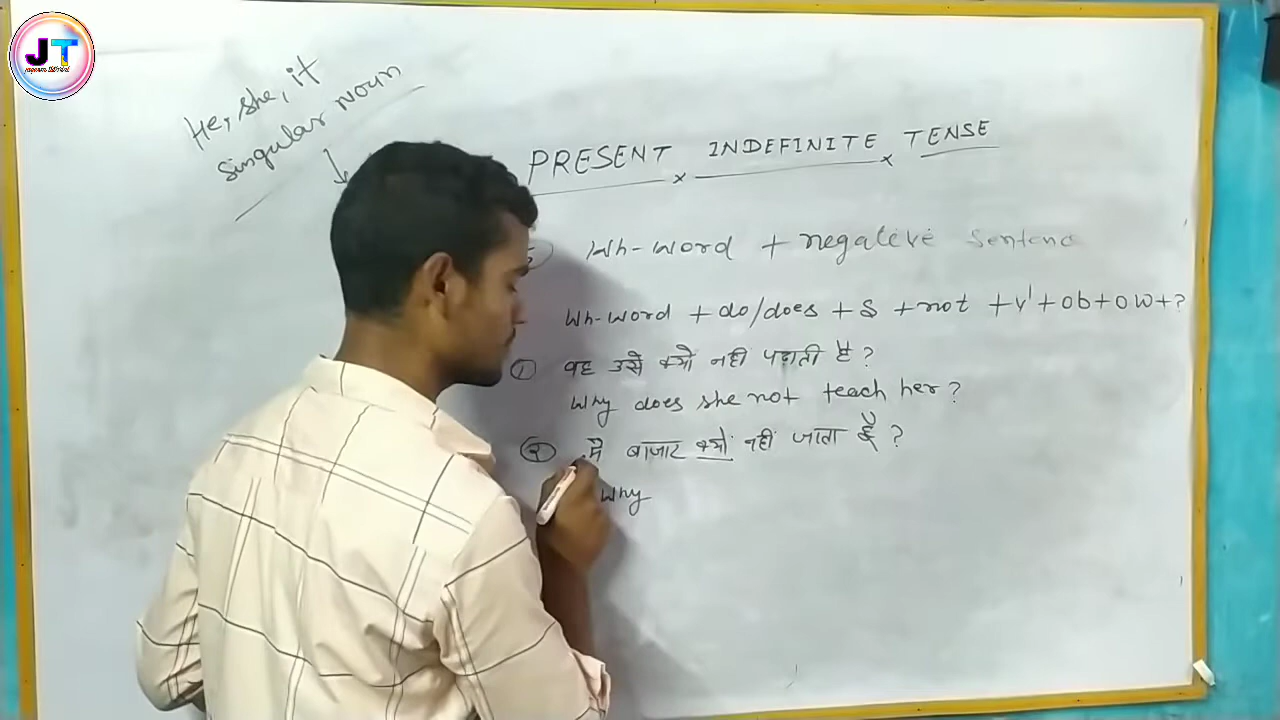 JT
He, she, it
singular noun
PRESENT INDEFINITE TENSE
Wh-word + negative sentence
Wh-word + do/does + S + not + v' + ob + ow + ?
① वह उसे क्यो नही पढ़ाती है ?
Why does she not teach her ?
② मै बाजार क्यों नहीं जाता हूँ ?
Why